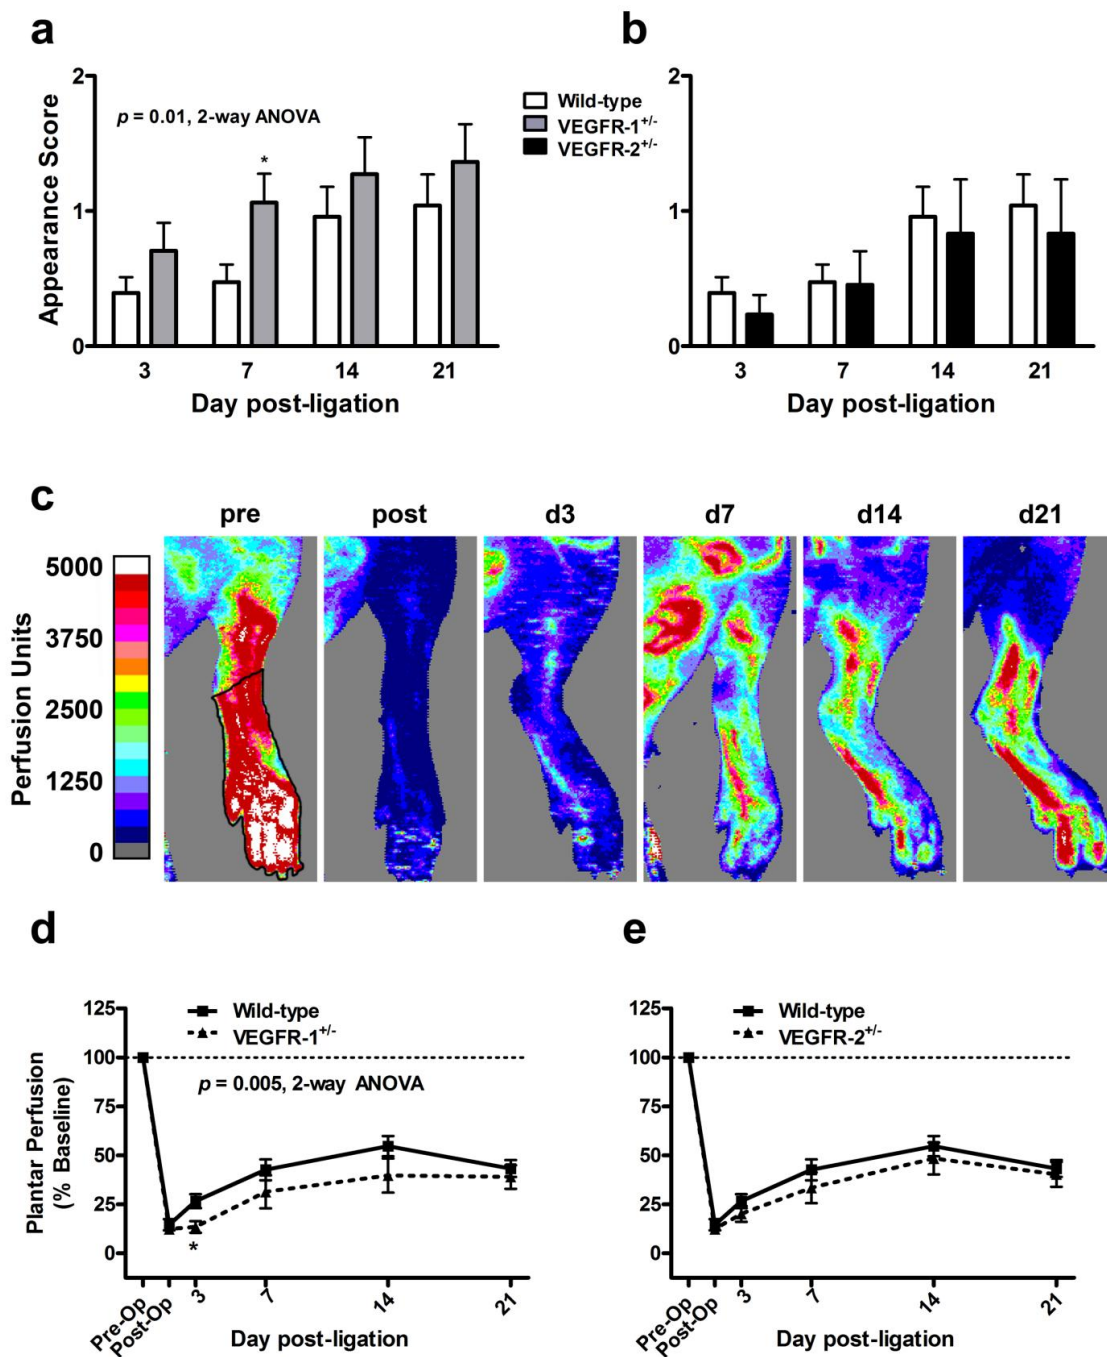 a
b
2
1
0
Appearance Score
p = 0.01, 2-way ANOVA
*
3 7 14 21
Day post-ligation
Wild-type
VEGFR-1+/-
VEGFR-2+/-
2
1
0
3 7 14 21
Day post-ligation
c
pre post d3 d7 d14 d21
Perfusion Units
5000
3750
2500
1250
0
d
e
125
100
75
50
25
0
Plantar Perfusion
(% Baseline)
Wild-type
VEGFR-1+/-
p = 0.005, 2-way ANOVA
*
Pre-Op Post-Op 3 7 14 21
Day post-ligation
125
100
75
50
25
0
Wild-type
VEGFR-2+/-
Pre-Op Post-Op 3 7 14 21
Day post-ligation